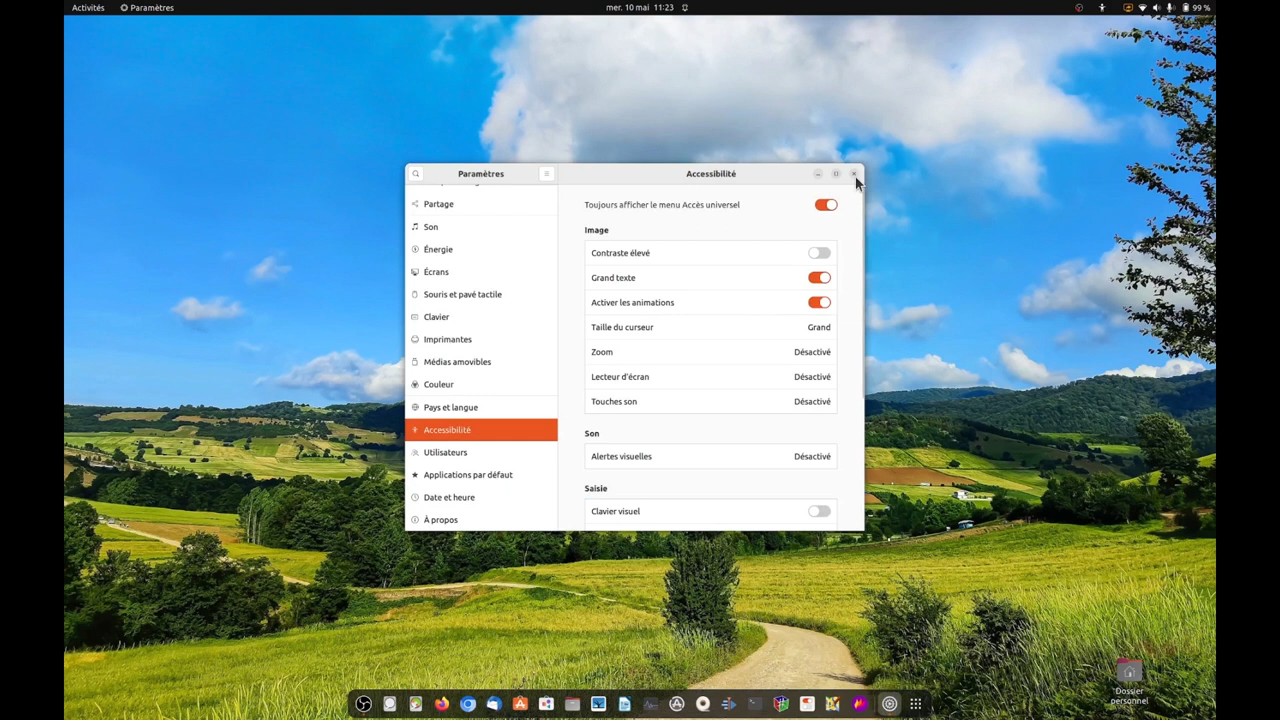 Activités Paramètres mer. 10 mai 11:23 99 %
Paramètres
Partage
Son
Énergie
Écrans
Souris et pavé tactile
Clavier
Imprimantes
Médias amovibles
Couleur
Pays et langue
Accessibilité
Utilisateurs
Applications par défaut
Date et heure
À propos
Accessibilité
Toujours afficher le menu Accès universel
Image
Contraste élevé
Grand texte
Activer les animations
Taille du curseur Grand
Zoom Désactivé
Lecteur d'écran Désactivé
Touches son Désactivé
Son
Alertes visuelles Désactivé
Saisie
Clavier visuel
Dossier
personnel